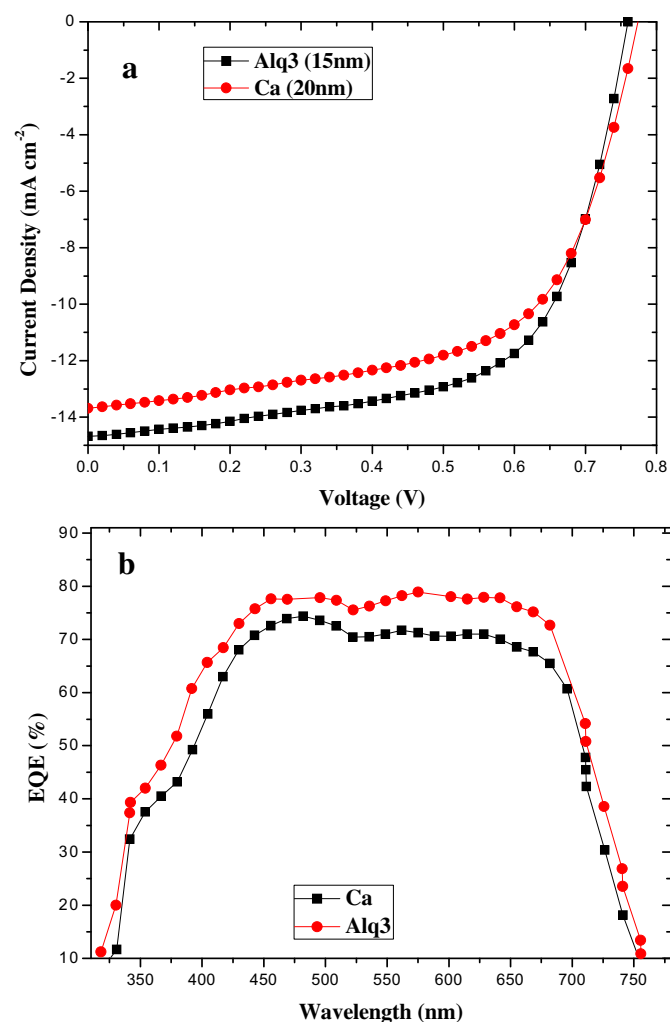 a
Alq3 (15nm)
Ca (20nm)
0
-2
-4
-6
-8
-10
-12
-14
Current Density (mA cm-2)
0.0 0.1 0.2 0.3 0.4 0.5 0.6 0.7 0.8
Voltage (V)
b
90
80
70
60
50
40
30
20
10
EQE (%)
Ca
Alq3
350 400 450 500 550 600 650 700 750
Wavelength (nm)